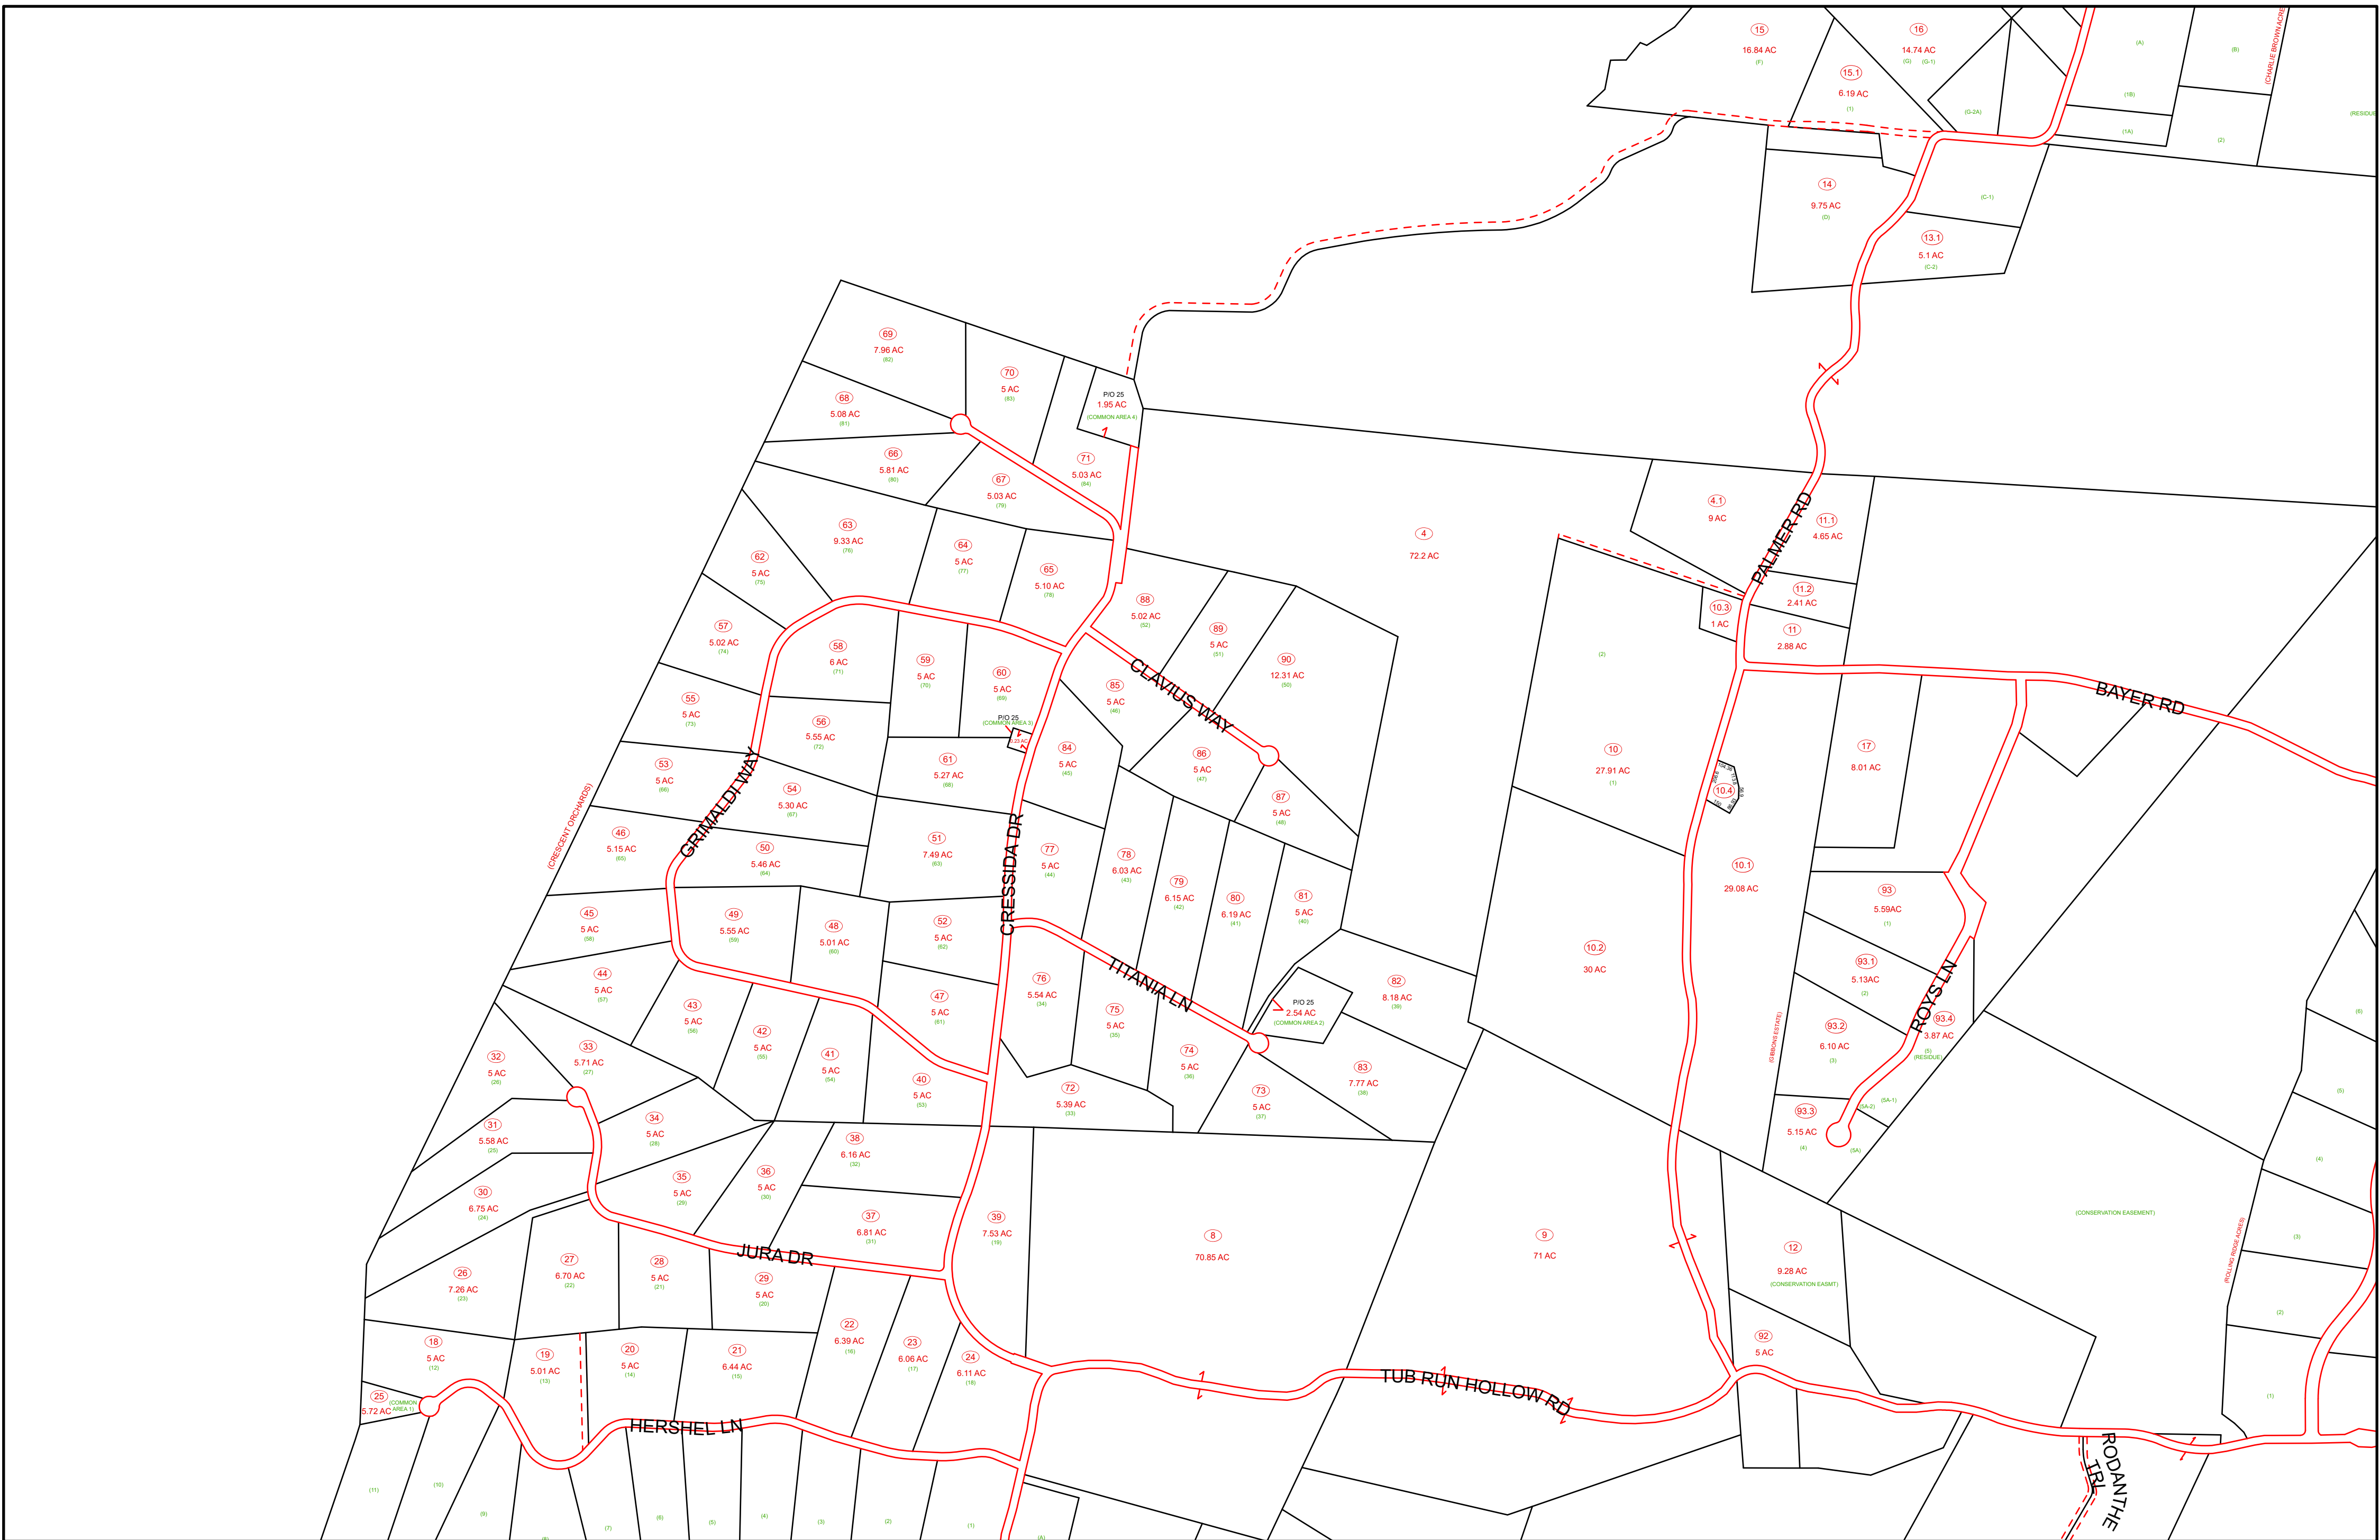 15
16.84 AC
(F)
16
14.74 AC
(G) (G-1)
15.1
6.19 AC
(1)
(G-2A)
(A)
(1B)
(1A)
(B)
(2)
(CHARLIE BROWN ACRE
(RESIDUE
14
9.75 AC
(D)
(C-1)
13.1
5.1 AC
(C-2)
69
7.96 AC
(82)
70
5 AC
(83)
P/O 25
1.95 AC
(COMMON AREA 4)
68
5.08 AC
(81)
66
5.81 AC
(80)
67
5.03 AC
(79)
71
5.03 AC
(84)
63
9.33 AC
(76)
64
5 AC
(77)
65
5.10 AC
(78)
62
5 AC
(75)
57
5.02 AC
(74)
58
6 AC
(71)
59
5 AC
(70)
60
5 AC
(69)
P/O 25
(COMMON AREA 3)
88
5.02 AC
(52)
89
5 AC
(51)
90
12.31 AC
(50)
4
72.2 AC
4.1
9 AC
PALMER RD
11.1
4.65 AC
11.2
2.41 AC
10.3
1 AC
11
2.88 AC
(2)
BAYER RD
55
5 AC
(73)
56
5.55 AC
(72)
61
5.27 AC
(68)
84
5 AC
(45)
85
5 AC
(46)
CLAVIUS WAY
86
5 AC
(47)
87
5 AC
(48)
10
27.91 AC
(1)
10.4
17
8.01 AC
53
5 AC
(66)
54
5.30 AC
(67)
GRIMALDI WAY
(CRESCENT ORCHARDS)
46
5.15 AC
(65)
50
5.46 AC
(64)
51
7.49 AC
(63)
CRESSIDA DR
77
5 AC
(44)
78
6.03 AC
(43)
79
6.15 AC
(42)
80
6.19 AC
(41)
81
5 AC
(40)
10.1
29.08 AC
93
5.59AC
(1)
45
5 AC
(58)
49
5.55 AC
(59)
48
5.01 AC
(60)
52
5 AC
(62)
10.2
30 AC
93.1
5.13AC
(2)
44
5 AC
(57)
43
5 AC
(56)
42
5 AC
(55)
41
5 AC
(54)
47
5 AC
(61)
76
5.54 AC
(34)
75
5 AC
(35)
TITANIA LN
82
8.18 AC
(39)
P/O 25
2.54 AC
(COMMON AREA 2)
(GIBBONS ESTATE)
93.2
6.10 AC
(3)
ROYS LN
93.4
3.87 AC
(5)
(RESIDUE)
(6)
32
5 AC
(26)
33
5.71 AC
(27)
40
5 AC
(53)
72
5.39 AC
(33)
74
5 AC
(36)
73
5 AC
(37)
83
7.77 AC
(38)
93.3
5.15 AC
(4)
(5A-2)
(5A-1)
(5A)
(5)
31
5.58 AC
(25)
34
5 AC
(28)
38
6.16 AC
(32)
(4)
30
6.75 AC
(24)
35
5 AC
(29)
36
5 AC
(30)
37
6.81 AC
(31)
39
7.53 AC
(19)
8
70.85 AC
9
71 AC
12
9.28 AC
(CONSERVATION EASMT)
(CONSERVATION EASEMENT)
(ROLLING RIDGE ACRES)
(3)
JURA DR
26
7.26 AC
(23)
27
6.70 AC
(22)
28
5 AC
(21)
29
5 AC
(20)
(2)
18
5 AC
(12)
19
5.01 AC
(13)
20
5 AC
(14)
21
6.44 AC
(15)
22
6.39 AC
(16)
23
6.06 AC
(17)
24
6.11 AC
(18)
92
5 AC
25
5.72 AC
(COMMON
AREA 1)
TUB RUN HOLLOW RD
(1)
HERSHEL LN
RODANTHE
TRL
(11)
(10)
(9)
(7)
(6)
(5)
(4)
(3)
(2)
(1)